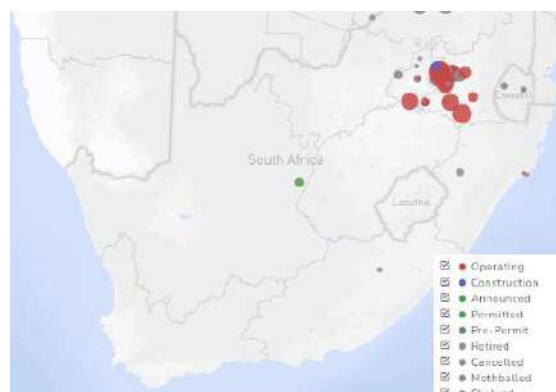 South Africa
Lesotho
Operating
Construction
Announced
Permitted
Pre-Permit
Retired
Cancelled
Mothballed